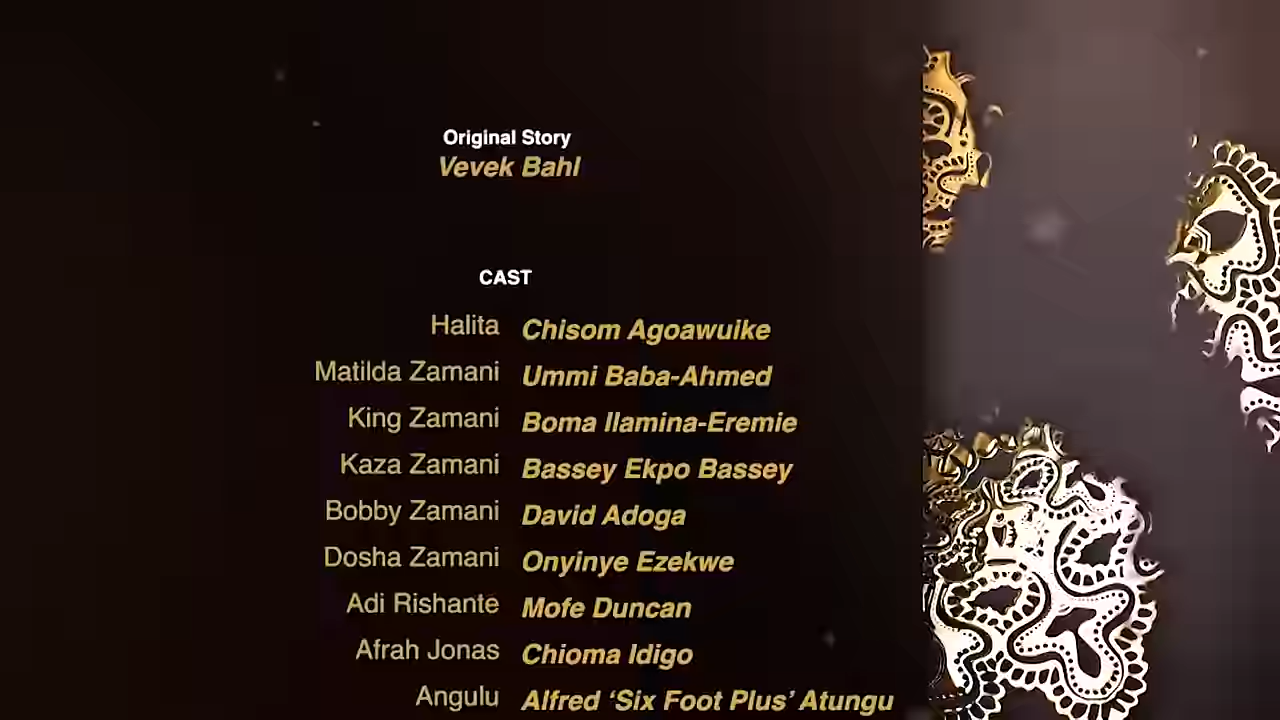 Original Story
Vevek Bahl
CAST
Halita Chisom Agoawuike
Matilda Zamani Ummi Baba-Ahmed
King Zamani Boma Ilamina-Eremie
Kaza Zamani Bassey Ekpo Bassey
Bobby Zamani David Adoga
Dosha Zamani Onyinye Ezekwe
Adi Rishante Mofe Duncan
Afrah Jonas Chioma Idigo
Angulu Alfred ‘Six Foot Plus’ Atungu